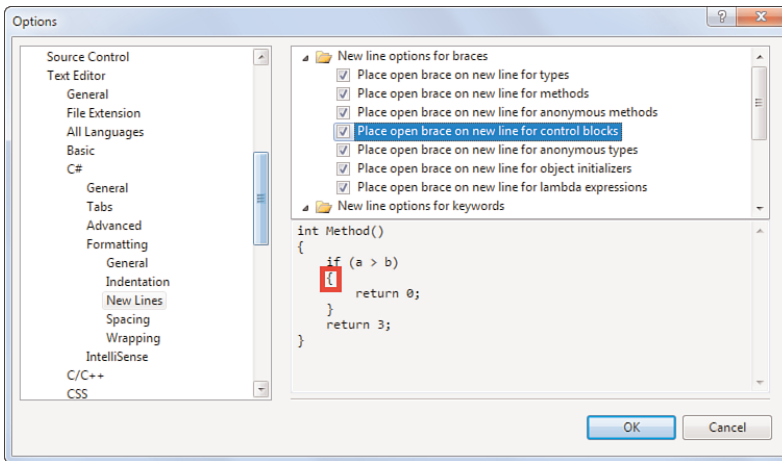 Options
Source Control
Text Editor
General
File Extension
All Languages
Basic
C#
General
Tabs
Advanced
Formatting
General
Indentation
New Lines
Spacing
Wrapping
IntelliSense
C/C++
CSS
New line options for braces
Place open brace on new line for types
Place open brace on new line for methods
Place open brace on new line for anonymous methods
Place open brace on new line for control blocks
Place open brace on new line for anonymous types
Place open brace on new line for object initializers
Place open brace on new line for lambda expressions
New line options for keywords
int Method()
{
if (a > b)
{
return 0;
}
return 3;
}
OK
Cancel